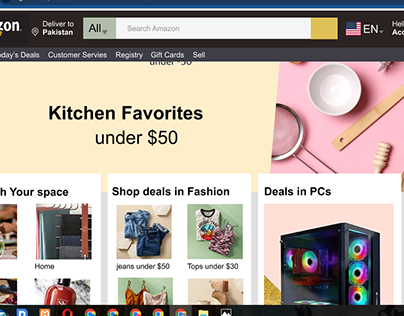 zon
Deliver to
Pakistan
All
Search Amazon
EN
Hell
Acc
oday's Deals Customer Servies Registry Gift Cards Sell
under $50
Kitchen Favorites
under $50
h Your space
Shop deals in Fashion
Deals in PCs
Home
jeans under $50
Tops under $30